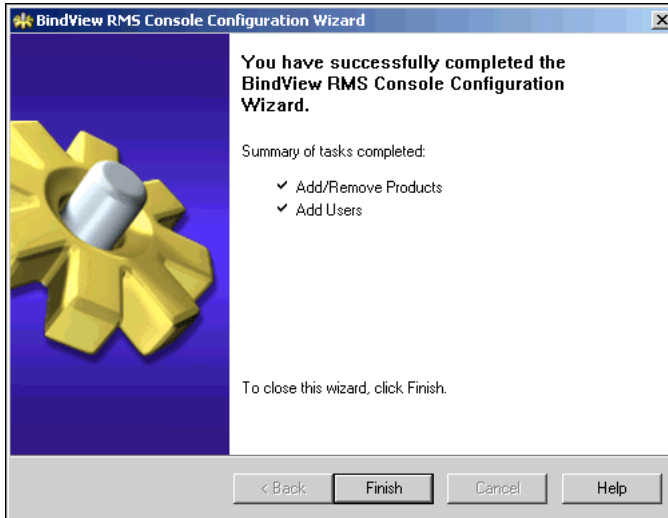 BindView RMS Console Configuration Wizard
You have successfully completed the
BindView RMS Console Configuration
Wizard.
Summary of tasks completed:
Add/Remove Products
Add Users
To close this wizard, click Finish.
< Back
Finish
Cancel
Help